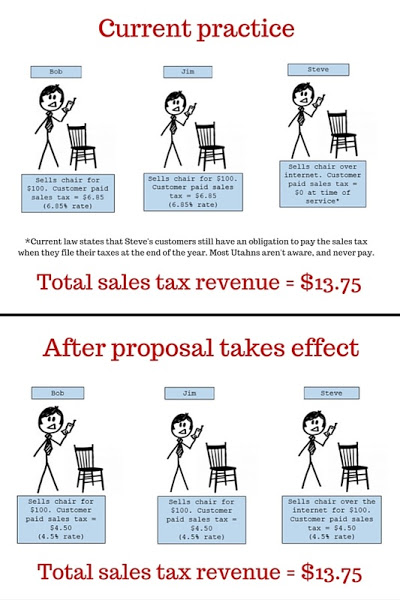 Current practice
Bob
Jim
Steve
Sells chair for
$100. Customer paid
sales tax = $6.85
(6.85% rate)
Sells chair for $100.
Customer paid sales
tax = $6.85
(6.85% rate)
Sells chair over
internet. Customer
paid sales tax =
$0 at time of
service*
*Current law states that Steve's customers still have an obligation to pay the sales tax
when they file their taxes at the end of the year. Most Utahns aren't aware, and never pay.
Total sales tax revenue = $13.75
After proposal takes effect
Bob
Jim
Steve
Sells chair for
$100. Customer
paid sales tax =
$4.50
(4.5% rate)
Sells chair for
$100. Customer
paid sales tax =
$4.50
(4.5% rate)
Sells chair over the
internet for $100.
Customer paid sales
tax = $4.50
(4.5% rate)
Total sales tax revenue = $13.75